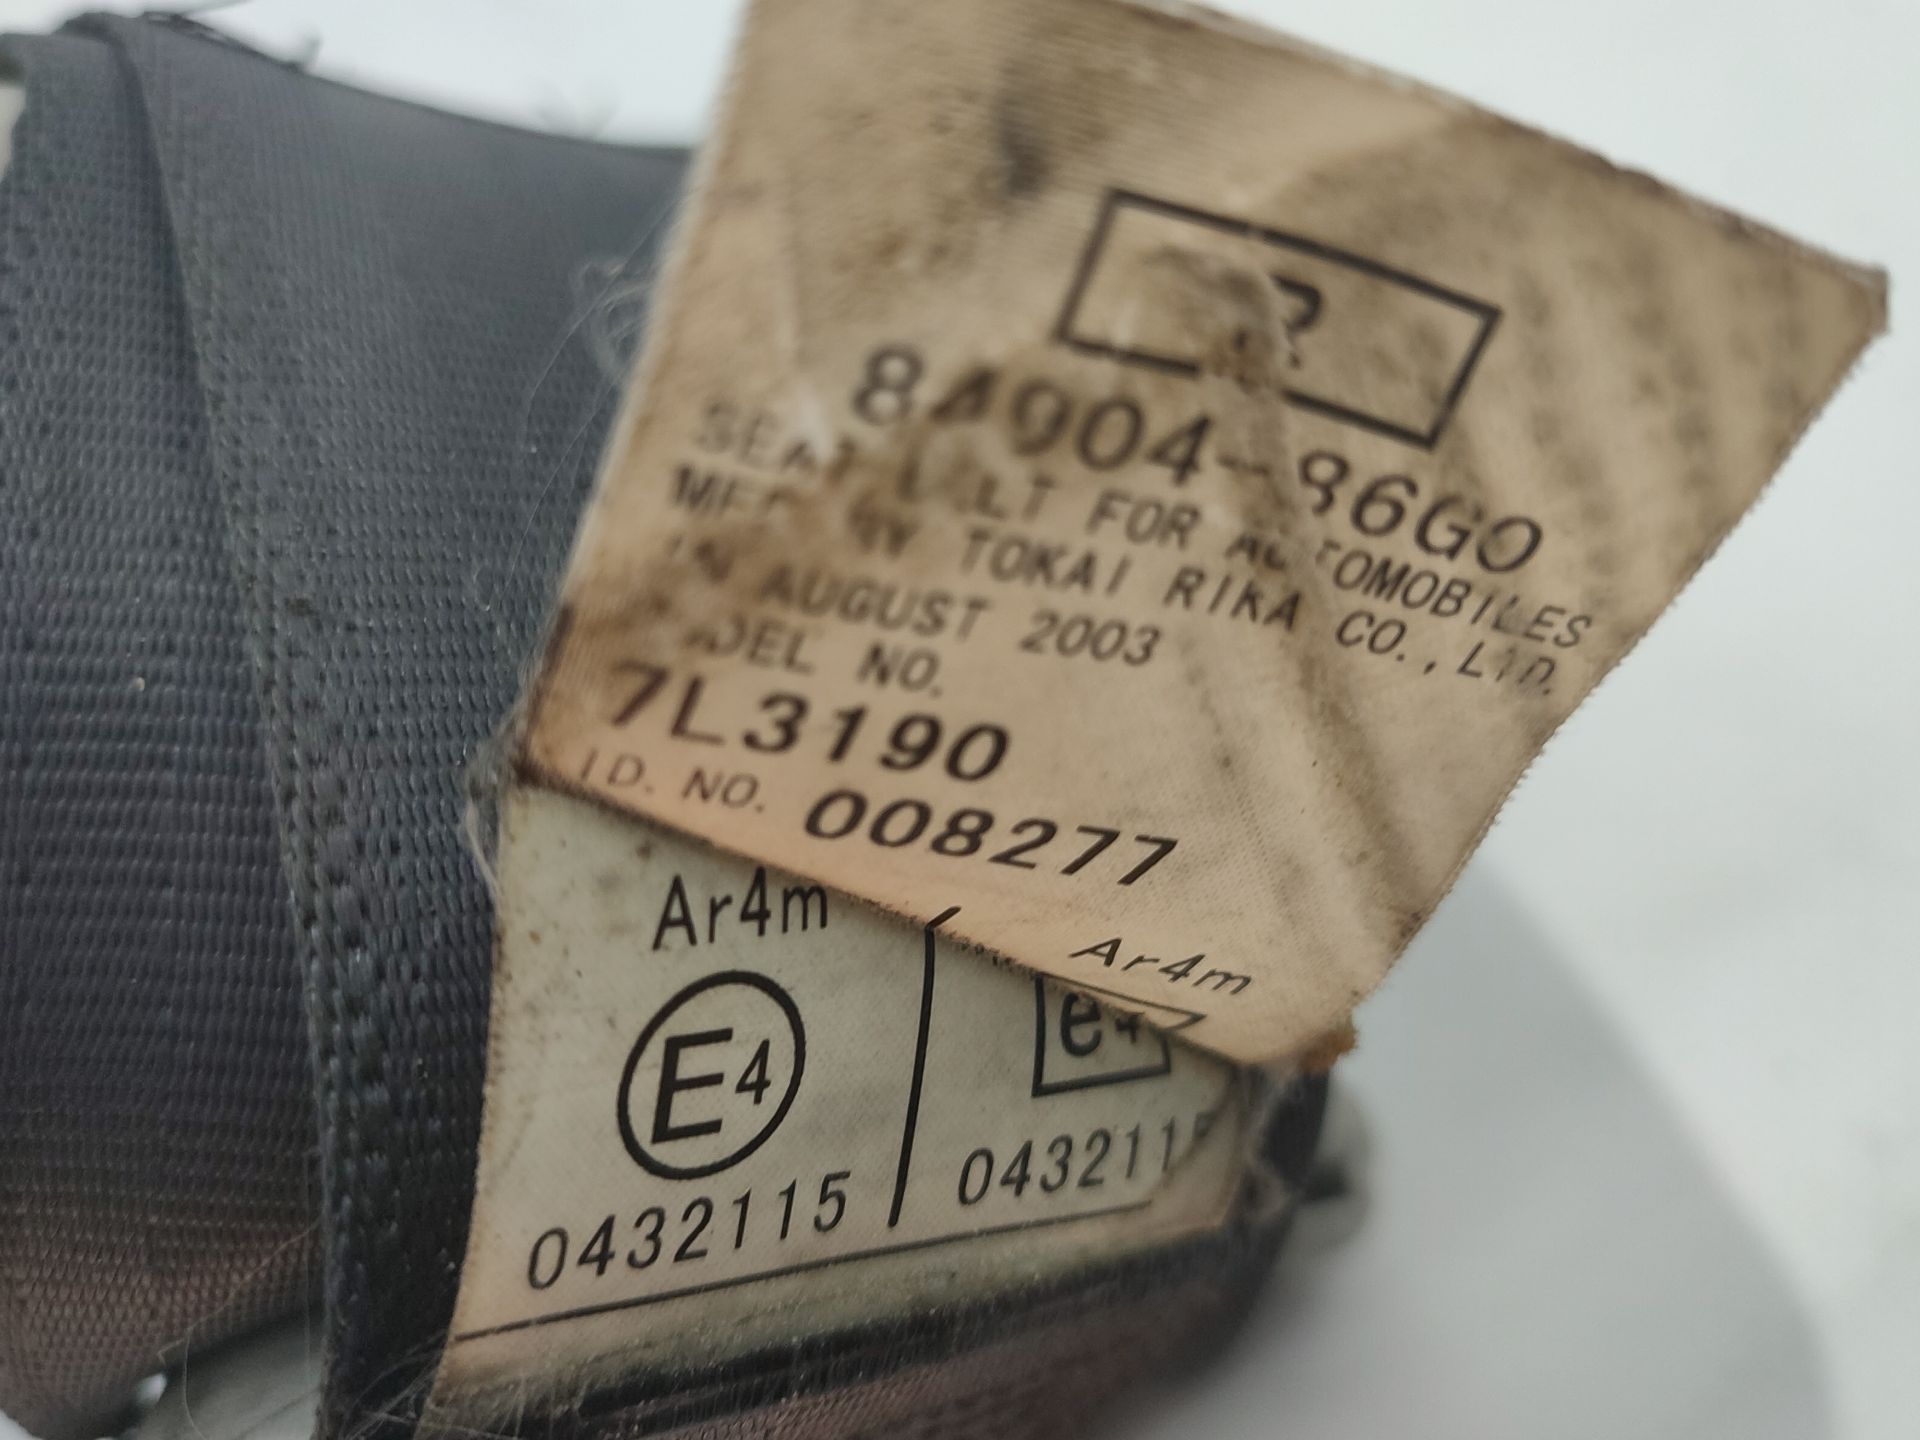 R
84904-86G0
SEAT BELT FOR AUTOMOBILES
MFD BY TOKAI RIKA CO., LTD.
IN AUGUST 2003
MODEL NO.
7L3190
I D. NO. 008277
Ar4m
Ar4m
E4
e4
0432115
043211